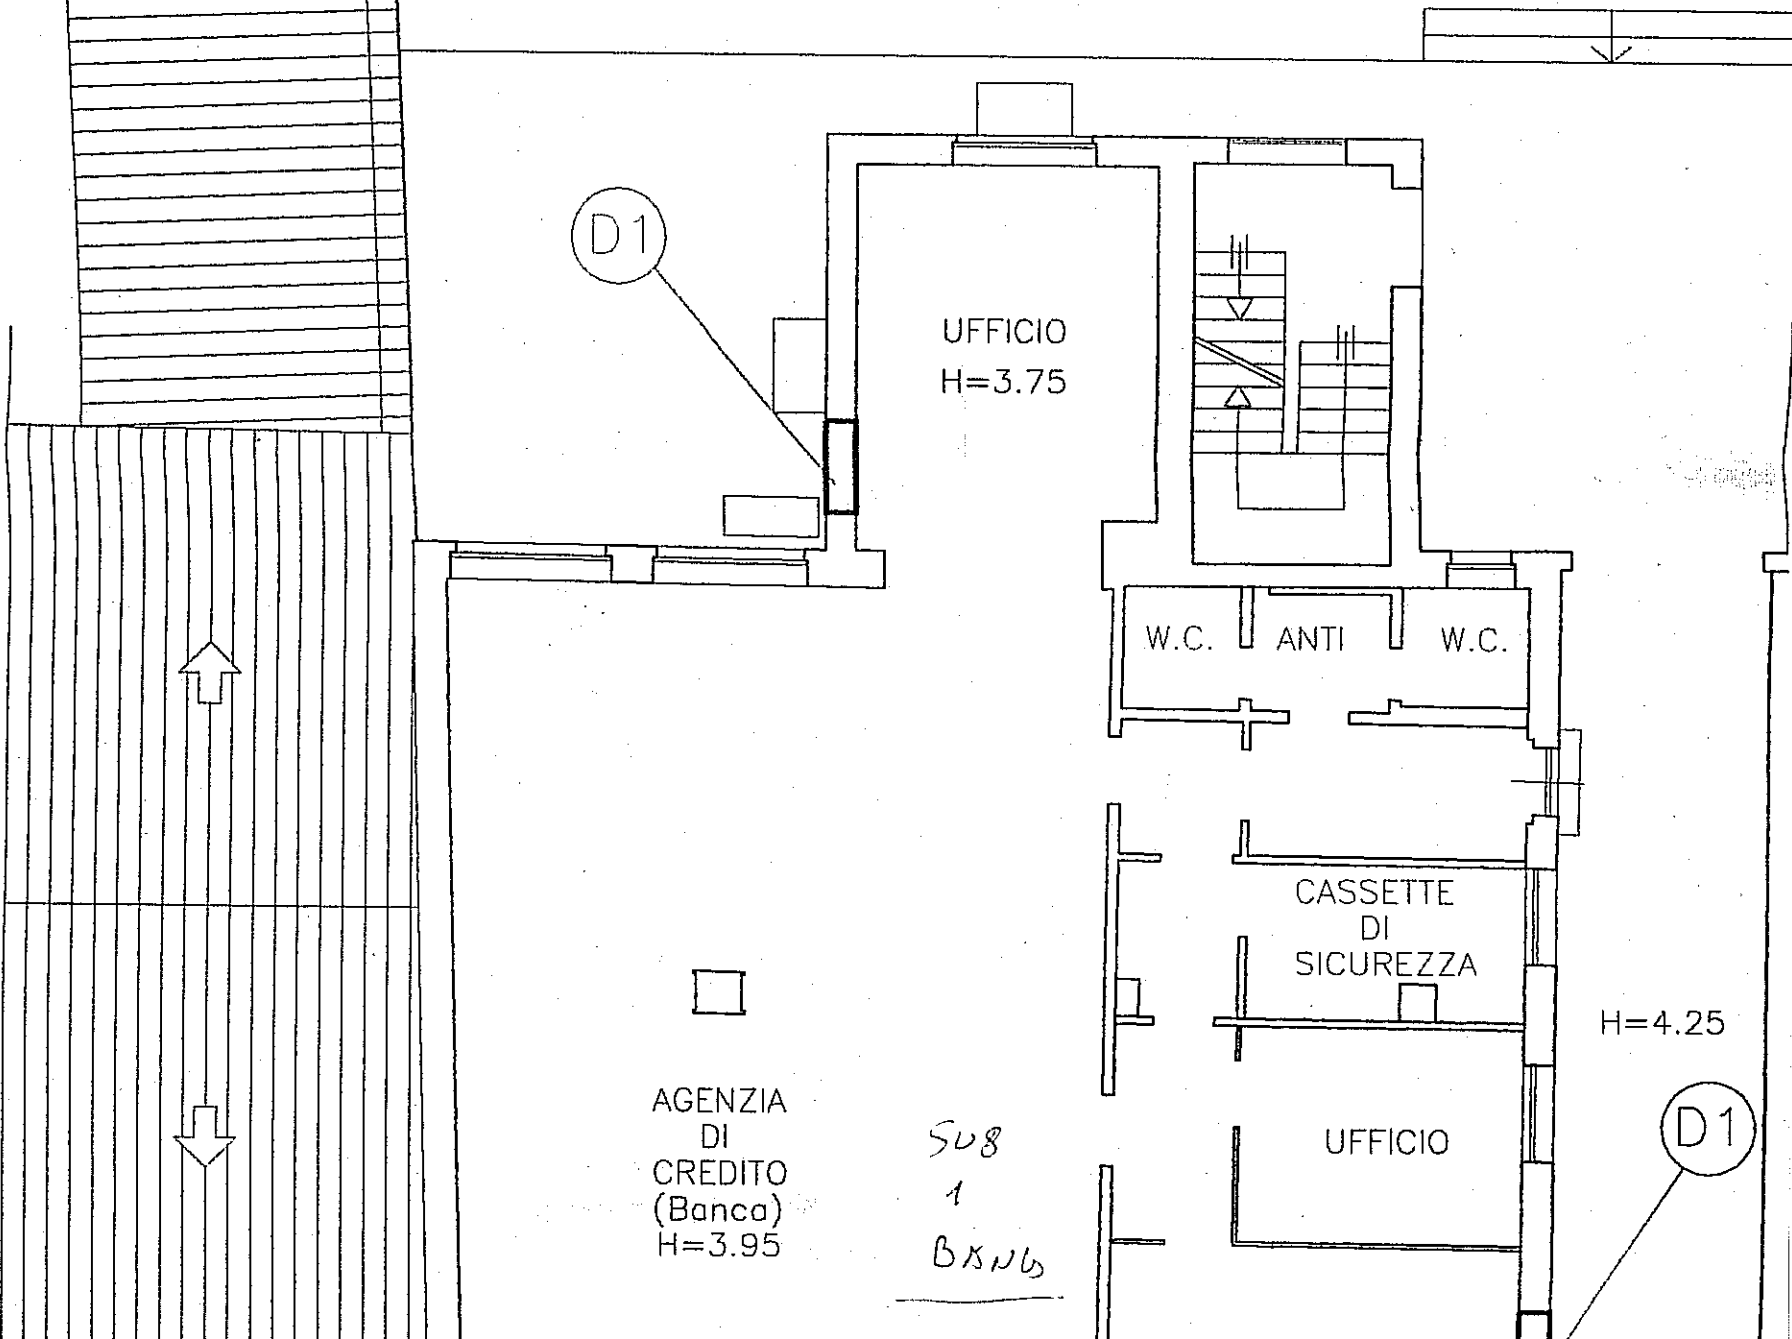 D1
UFFICIO
H=3.75
W.C.
ANTI
W.C.
CASSETTE
DI
SICUREZZA
H=4.25
AGENZIA
DI
CREDITO
(Banca)
H=3.95
SUB
1
UFFICIO
D1